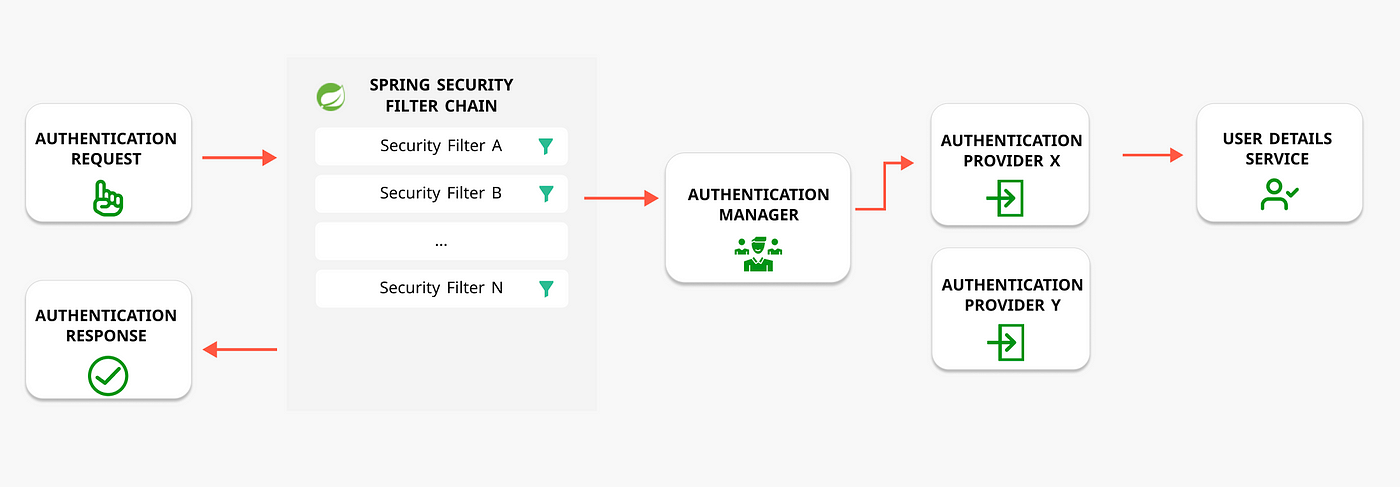 AUTHENTICATION
REQUEST
AUTHENTICATION
RESPONSE
SPRING SECURITY
FILTER CHAIN
Security Filter A
Security Filter B
...
Security Filter N
AUTHENTICATION
MANAGER
AUTHENTICATION
PROVIDER X
AUTHENTICATION
PROVIDER Y
USER DETAILS
SERVICE